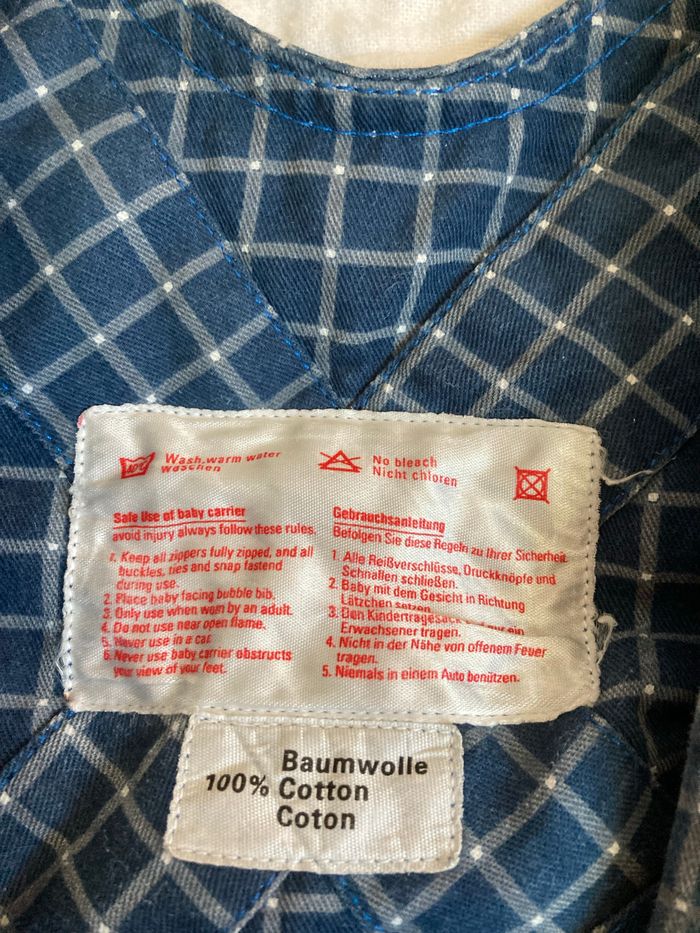 40°
Wash.warm water
waschen
No bleach
Nicht chloren
Safe Use of baby carrier
avoid injury always follow these rules.
1. Keep all zippers fully zipped, and all
buckles, ties and snap fastend
during use.
2. Place baby facing bubble bib.
3. Only use when worn by an adult.
4. Do not use near open flame.
5. Never use in a car
6. Never use baby carrier obstructs
your view of your feet.
Gebrauchsanleitung
Befolgen Sie diese Regeln zu Ihrer Sicherheit
1. Alle Reißverschlüsse, Druckknöpfe und
Schnallen schließen.
2. Baby mit dem Gesicht in Richtung
Lätzchen setzen
3. Den Kindertragesack nur ein
Erwachsener tragen.
4. Nicht in der Nähe von offenem Feuer
tragen.
5. Niemals in einem Auto benützen.
Baumwolle
100% Cotton
Coton